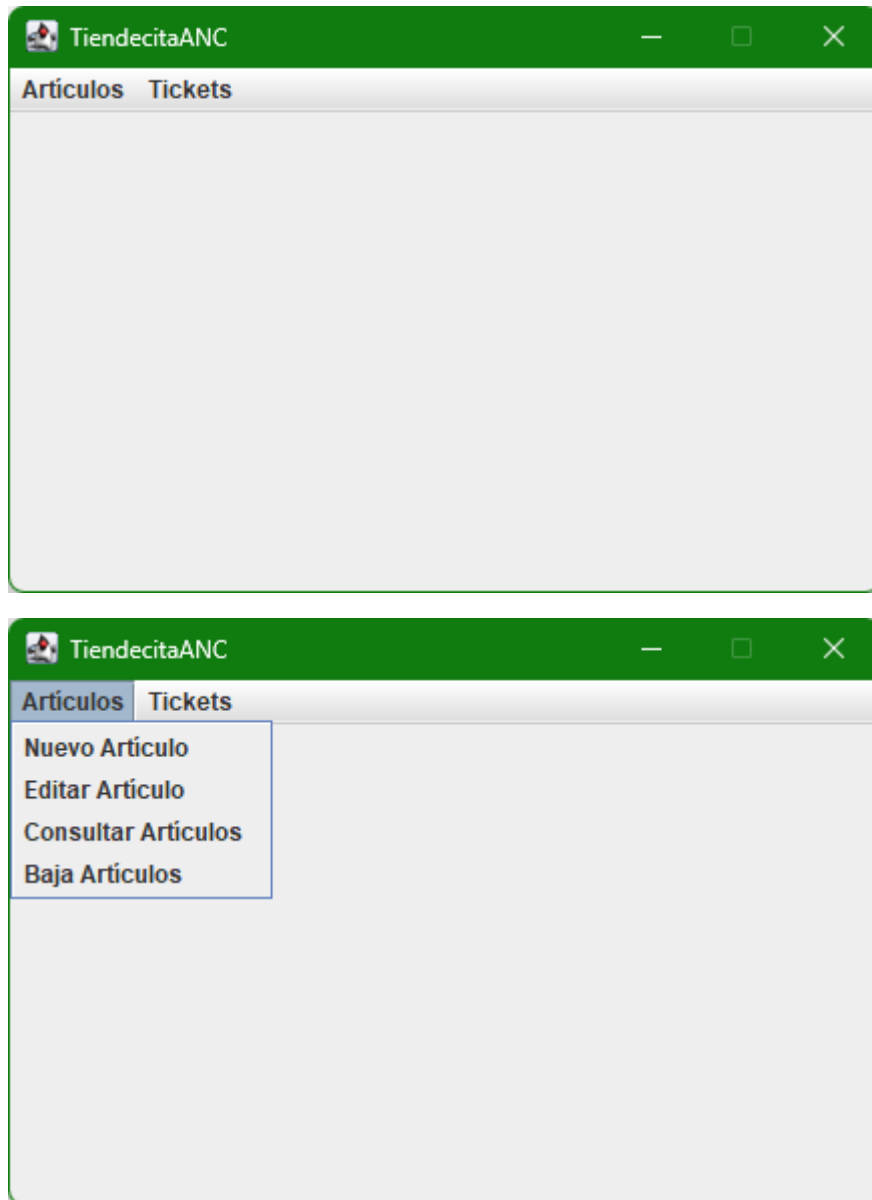 TiendecitaANC
Artículos Tickets
TiendecitaANC
Artículos Tickets
Nuevo Artículo
Editar Artículo
Consultar Artículos
Baja Artículos